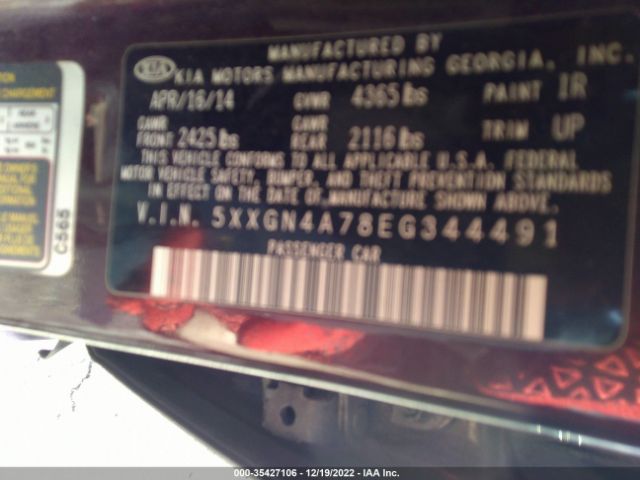 MANUFACTURED BY
KIA KIA MOTORS MANUFACTURING GEORGIA, INC.
APR/16/14 GVWR 4365 lbs PAINT IR
GAWR FRONT 2425 lbs GAWR REAR 2116 lbs TRIM UP
THIS VEHICLE CONFORMS TO ALL APPLICABLE U.S.A. FEDERAL
MOTOR VEHICLE SAFETY, BUMPER, AND THEFT PREVENTION STANDARDS
IN EFFECT ON THE DATE OF MANUFACTURE SHOWN ABOVE.
V.I.N. 5XXGN4A78EG344491
PASSENGER CAR
C565
000-35427106 - 12/19/2022 - IAA Inc.